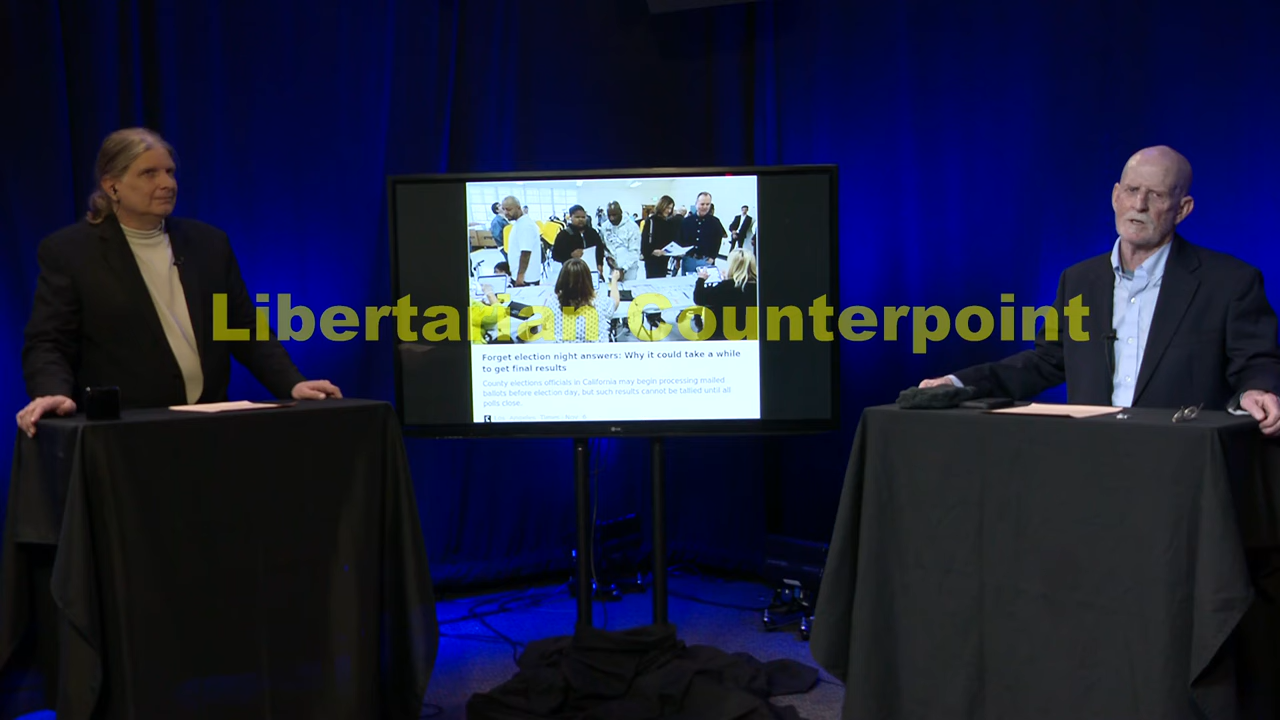 Libertarian Counterpoint
Forget election night answers: Why it could take a while
to get final results
County elections officials in California may begin processing mailed
ballots before election day, but such results cannot be tallied until all
polls close.